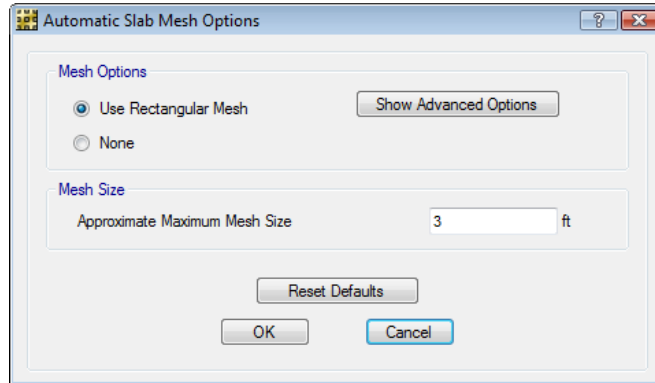 Automatic Slab Mesh Options
Mesh Options
Use Rectangular Mesh Show Advanced Options
None
Mesh Size
Approximate Maximum Mesh Size 3 ft
Reset Defaults
OK Cancel